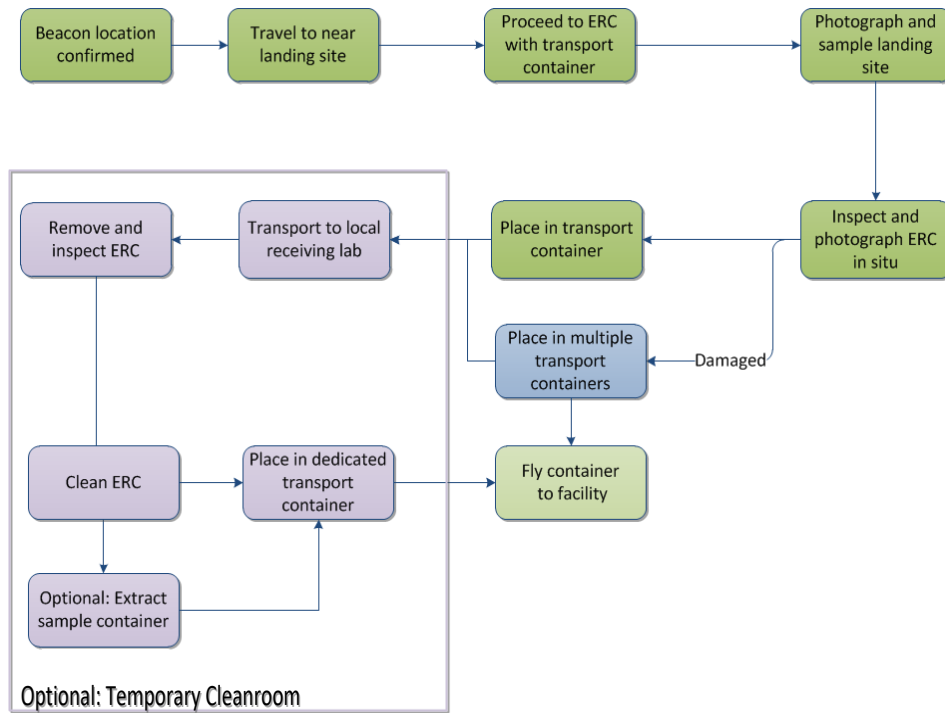 Beacon location
confirmed
Travel to near
landing site
Proceed to ERC
with transport
container
Photograph and
sample landing
site
Remove and
inspect ERC
Transport to local
receiving lab
Place in transport
container
Inspect and
photograph ERC
in situ
Place in multiple
transport
containers
Damaged
Clean ERC
Place in dedicated
transport
container
Fly container
to facility
Optional: Extract
sample container
Optional: Temporary Cleanroom